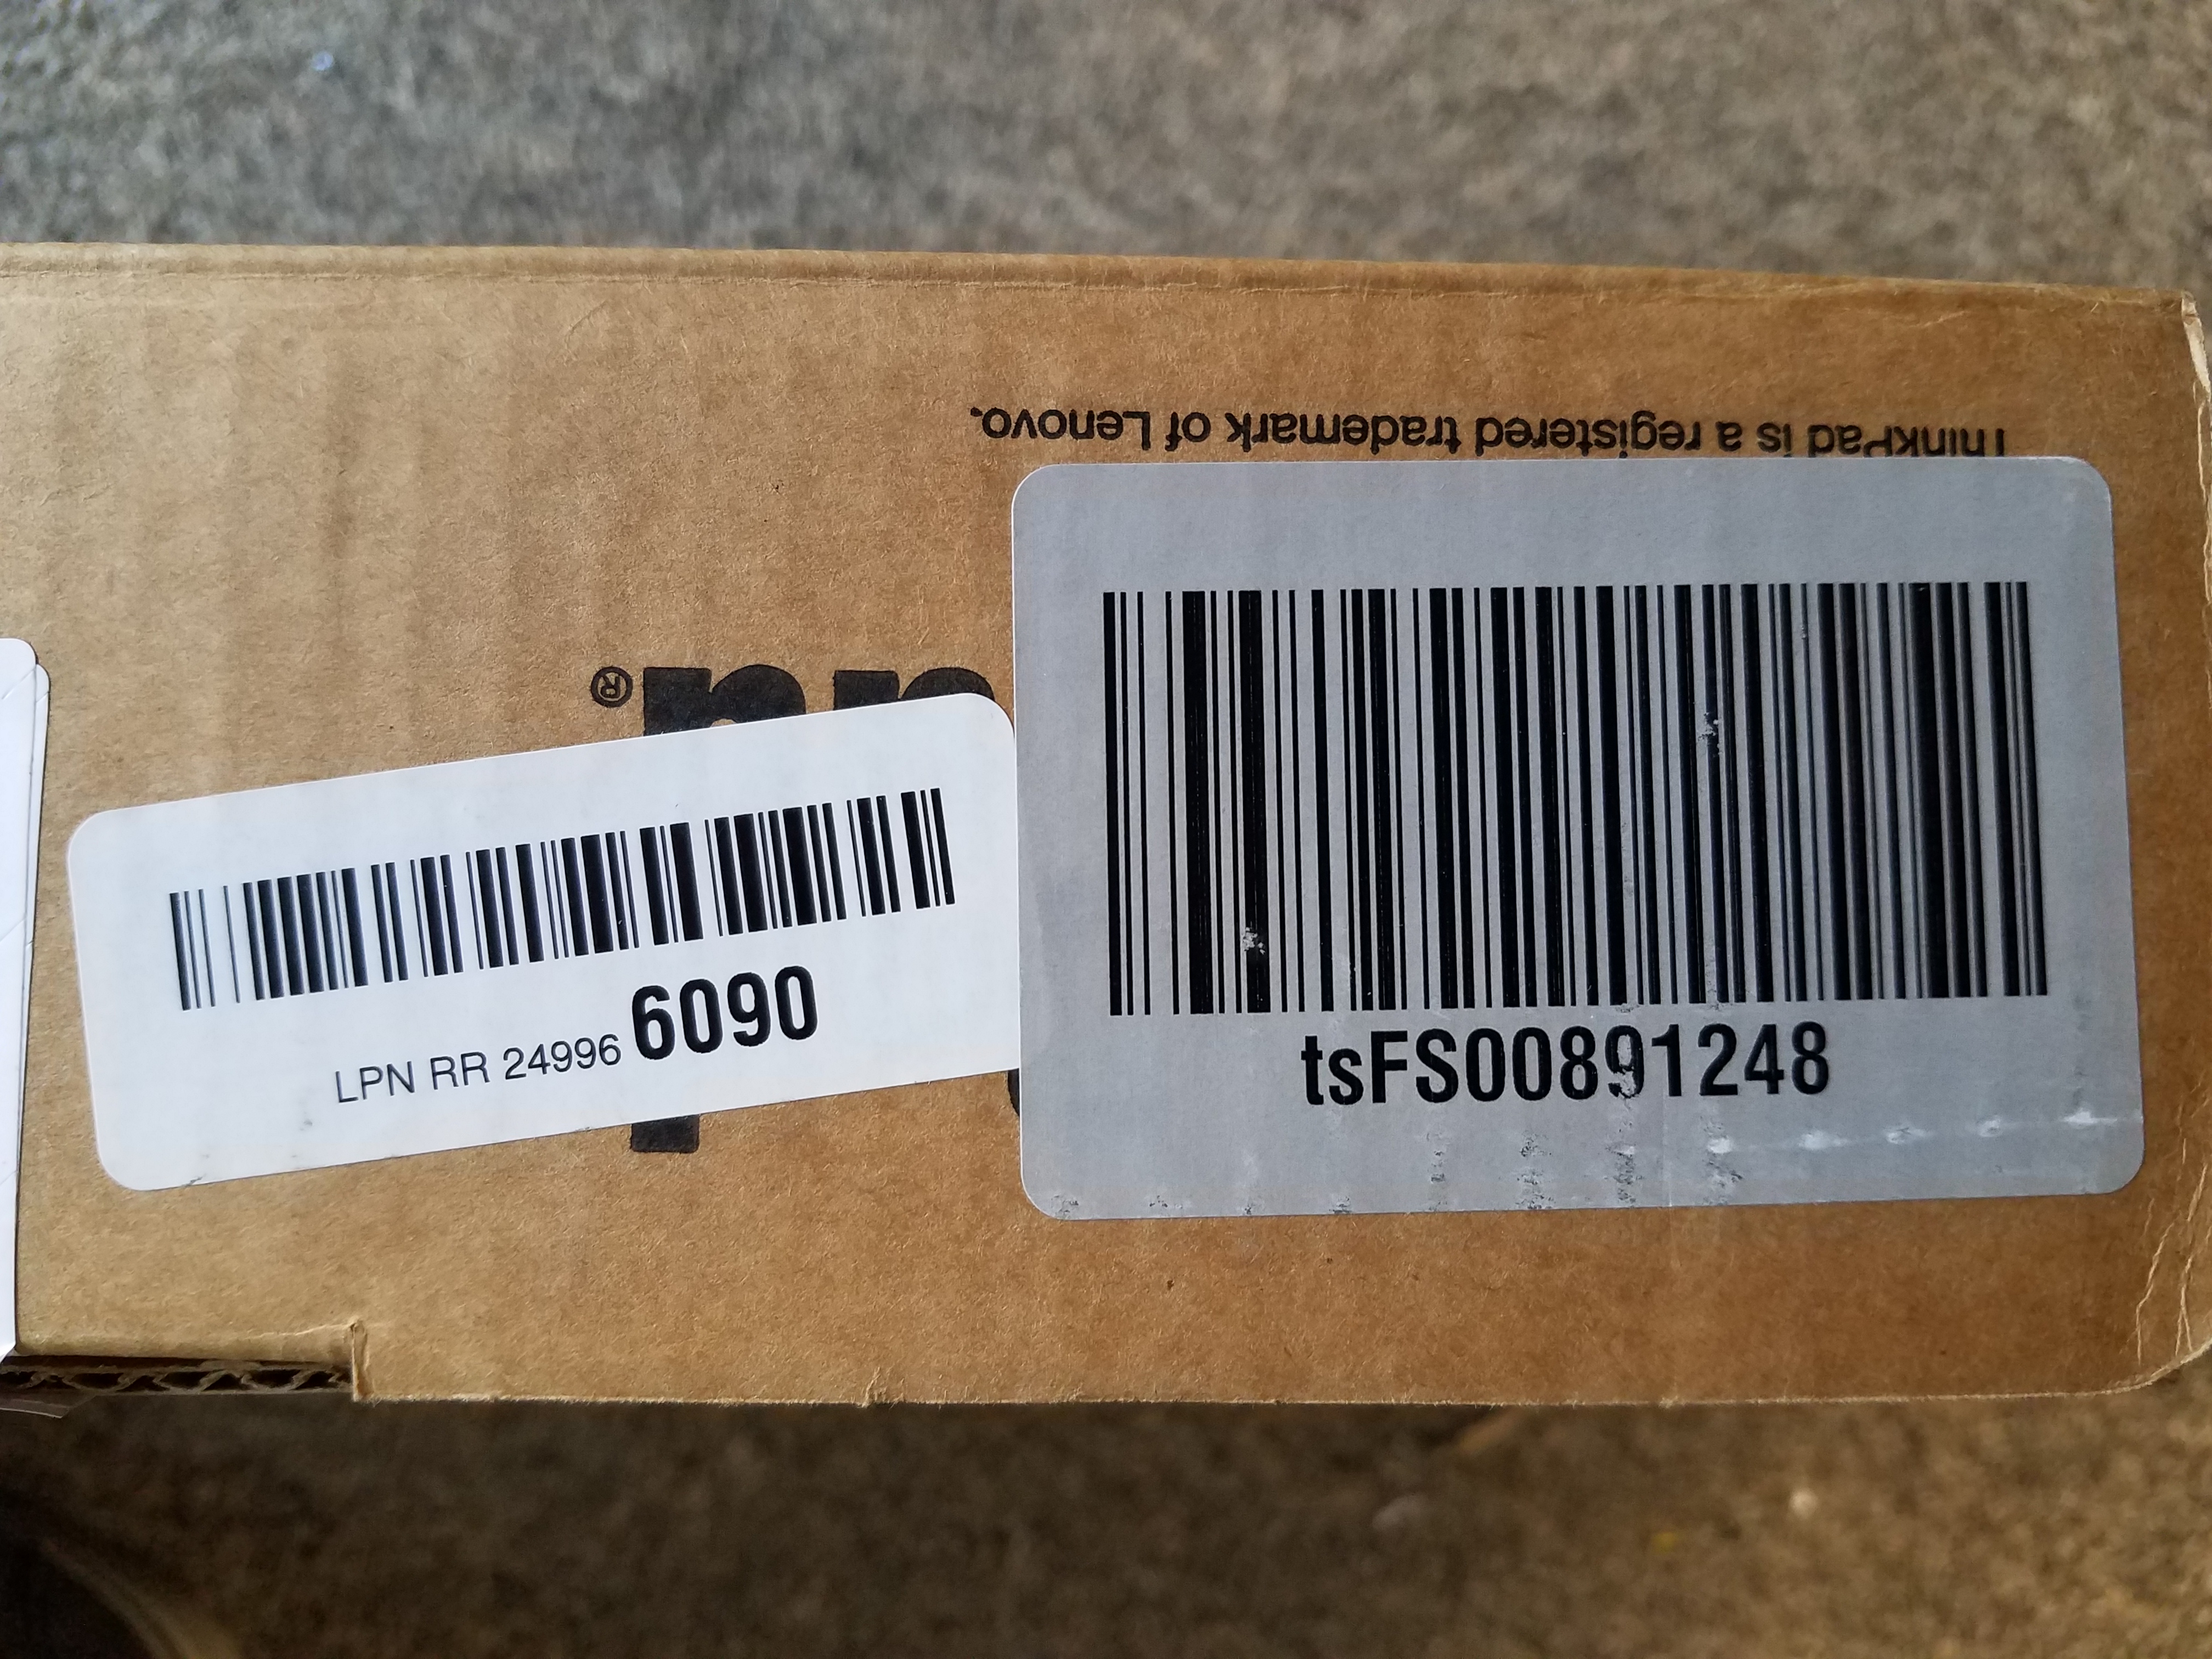 ThinkPad is a registered trademark of Lenovo.
®
LPN RR 24996 6090
tsFS00891248